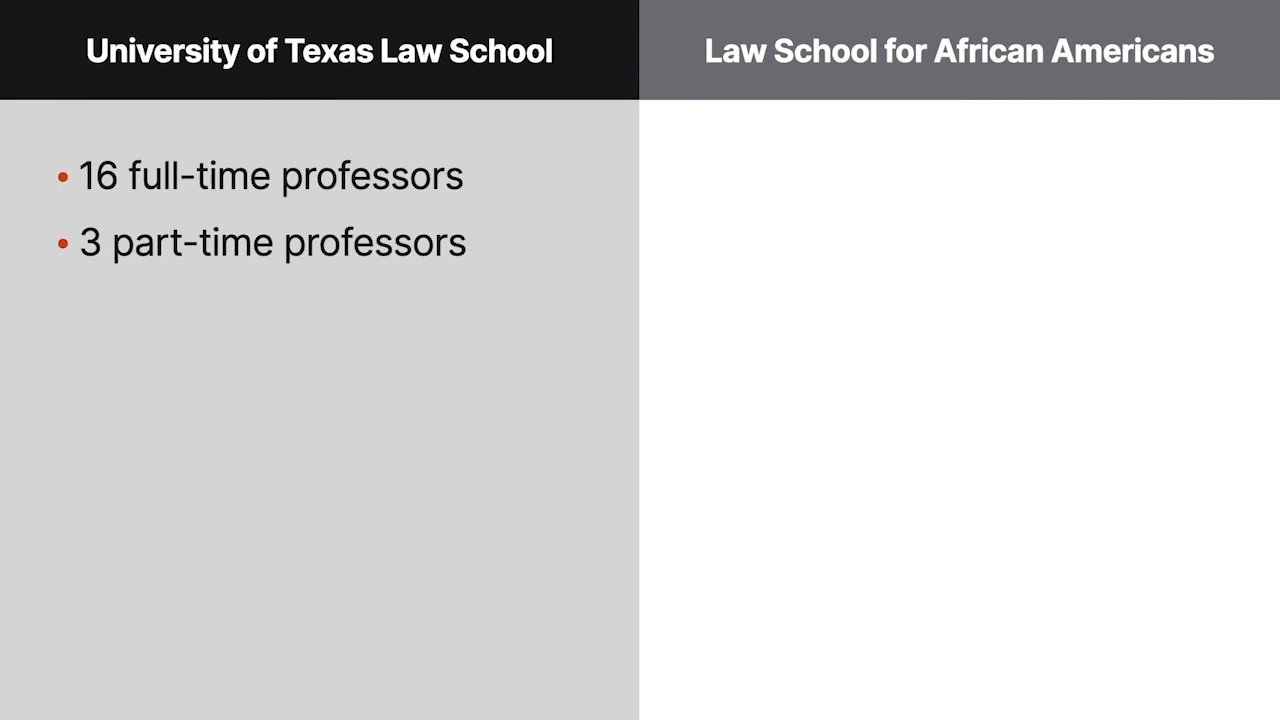 University of Texas Law School
Law School for African Americans
• 16 full-time professors
• 3 part-time professors